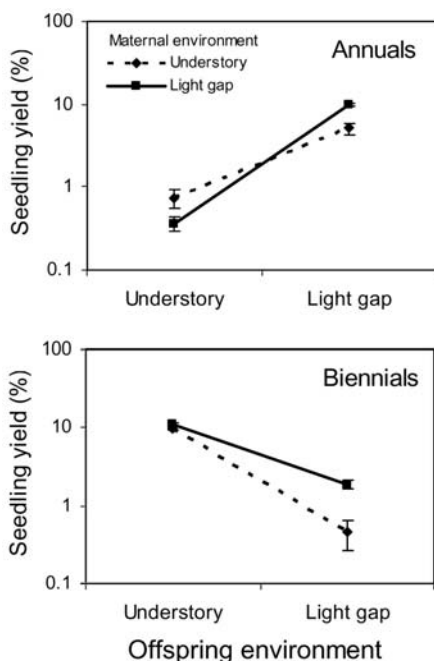 100
Maternal environment
Understory
Light gap
Annuals
10
1
0.1
Seedling yield (%)
Understory
Light gap
100
Biennials
10
1
0.1
Seedling yield (%)
Understory
Light gap
Offspring environment